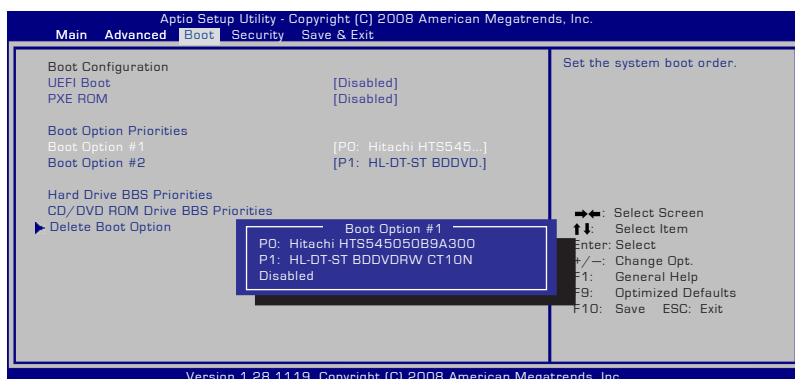 Aptio Setup Utility - Copyright (C) 2008 American Megatrends, Inc.
Main Advanced Boot Security Save & Exit
Boot Configuration
UEFI Boot [Disabled]
PXE ROM [Disabled]
Boot Option Priorities
Boot Option #1 [P0: Hitachi HTS545...]
Boot Option #2 [P1: HL-DT-ST BDDVD.]
Hard Drive BBS Priorities
CD/DVD ROM Drive BBS Priorities
Delete Boot Option
Boot Option #1
P0: Hitachi HTS545050B9A300
P1: HL-DT-ST BDDVDRW CT10N
Disabled
Set the system boot order.
→←: Select Screen
↑↓: Select Item
Enter: Select
+/—: Change Opt.
F1: General Help
F9: Optimized Defaults
F10: Save ESC: Exit
Version 1.28.1119. Copyright (C) 2008 American Megatrends, Inc.